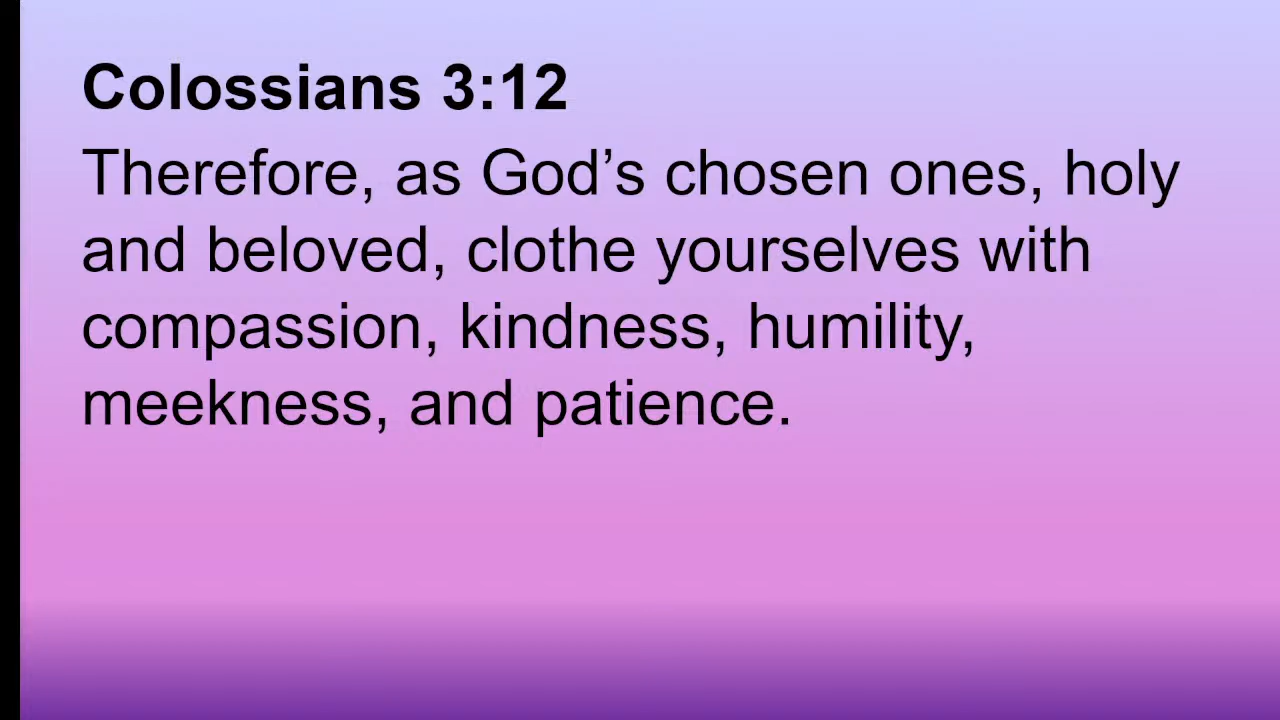 Colossians 3:12
Therefore, as God’s chosen ones, holy
and beloved, clothe yourselves with
compassion, kindness, humility,
meekness, and patience.